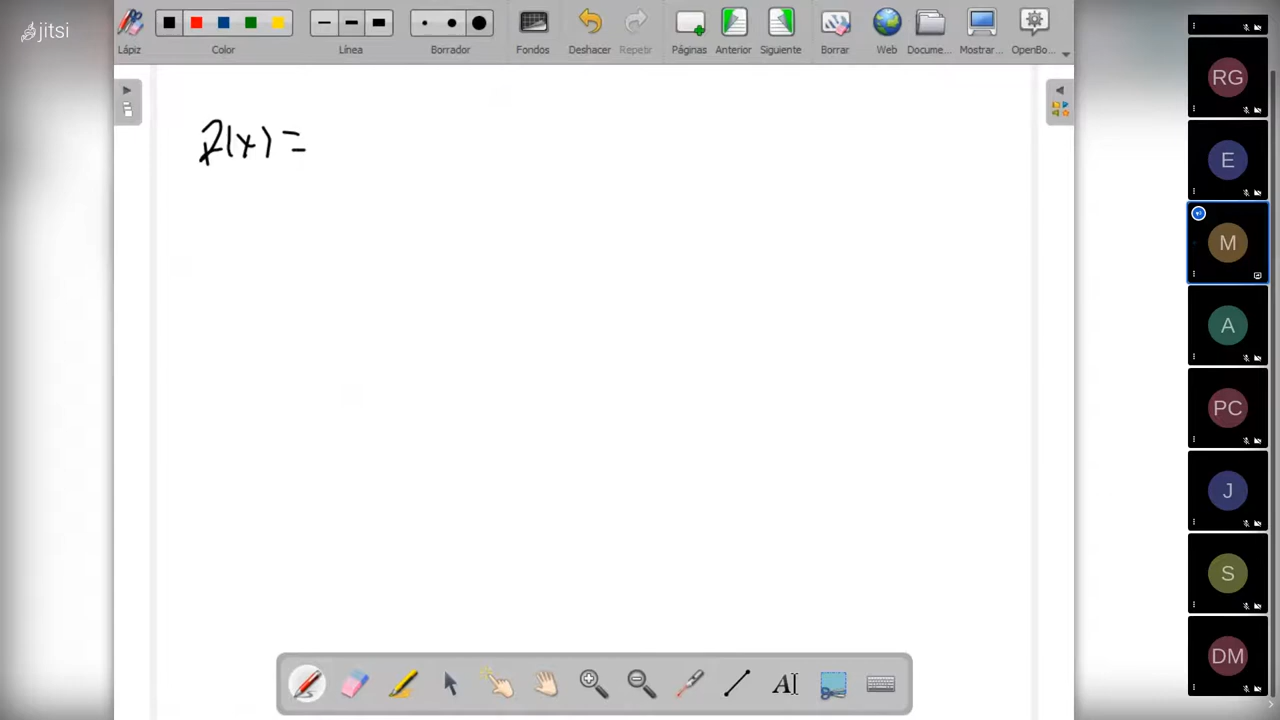 jitsi
Lápiz Color Línea Borrador Fondos Deshacer Repetir Páginas Anterior Siguiente Borrar Web Docume... Mostrar... OpenBo...
(x) =
RG
E
M
A
PC
J
S
DM